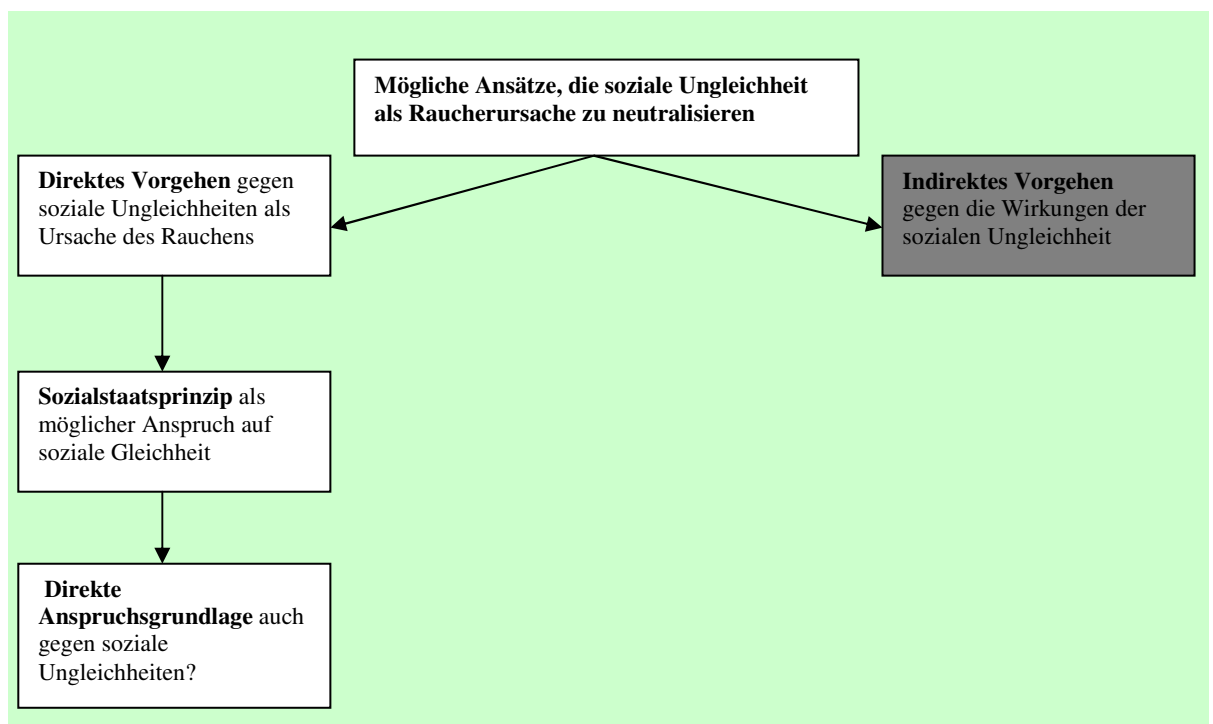 Mögliche Ansätze, die soziale Ungleichheit
als Raucherursache zu neutralisieren
Direktes Vorgehen gegen
soziale Ungleichheiten als
Ursache des Rauchens
Indirektes Vorgehen
gegen die Wirkungen der
sozialen Ungleichheit
Sozialstaatsprinzip als
möglicher Anspruch auf
soziale Gleichheit
Direkte
Anspruchsgrundlage auch
gegen soziale
Ungleichheiten?